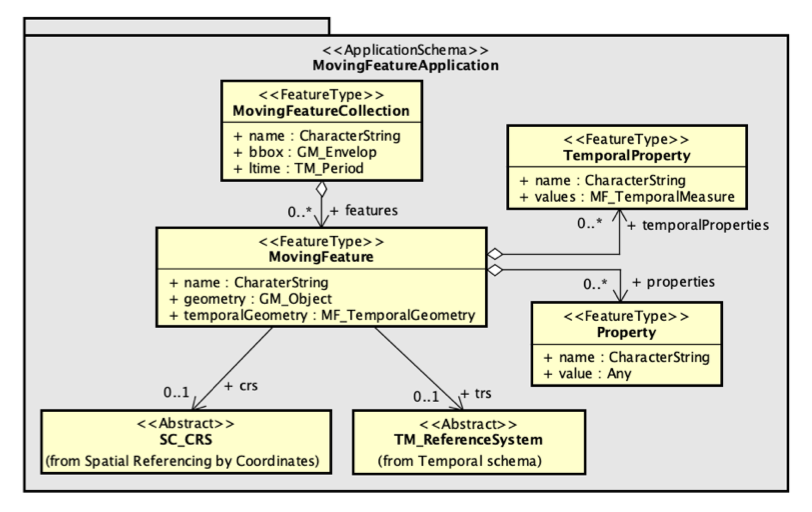 <<ApplicationSchema>>
MovingFeatureApplication
<<FeatureType>>
MovingFeatureCollection
+ name : CharacterString
+ bbox : GM_Envelop
+ ltime : TM_Period
0..* + features
<<FeatureType>>
TemporalProperty
+ name : CharacterString
+ values : MF_TemporalMeasure
0..* + temporalProperties
<<FeatureType>>
MovingFeature
+ name : CharaterString
+ geometry : GM_Object
+ temporalGeometry : MF_TemporalGeometry
0..* + properties
<<FeatureType>>
Property
+ name : CharacterString
+ value : Any
0..1 + crs
0..1 + trs
<<Abstract>>
SC_CRS
(from Spatial Referencing by Coordinates)
<<Abstract>>
TM_ReferenceSystem
(from Temporal schema)